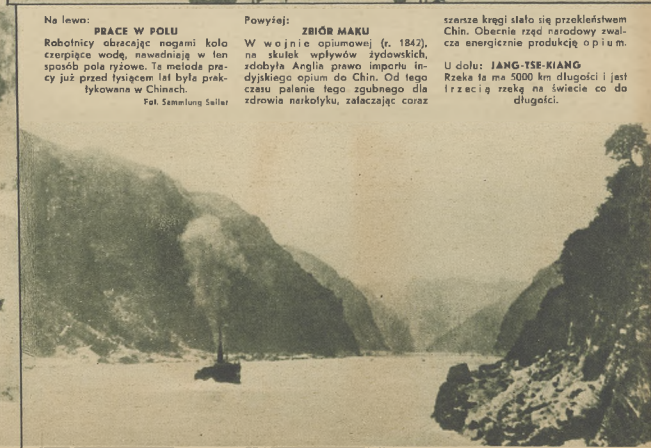 Na lewo:
PRACE W POLU
Robotnicy obracając nogami koła
czerpiące wodę, nawadniają w ten
sposób pola ryżowe. Ta metoda pra-
cy już przed tysiącem lat była prak-
tykowana w Chinach.
Fot. Sammlung Seiler
Powyżej:
ZBIÓR MAKU
W wojnie opiumowej (r. 1842),
na skutek wpływów żydowskich,
zdobyła Anglia prawo importu in-
dyjskiego opium do Chin. Od tego
czasu palenie tego zgubnego dla
zdrowia narkotyku, zataczając coraz
szersze kręgi stało się przekleństwem
Chin. Obecnie rząd narodowy zwal-
cza energicznie produkcję opium.
U dołu: JANG-TSE-KIANG
Rzeka ta ma 5000 km długości i jest
trzecią rzeką na świecie co do
długości.